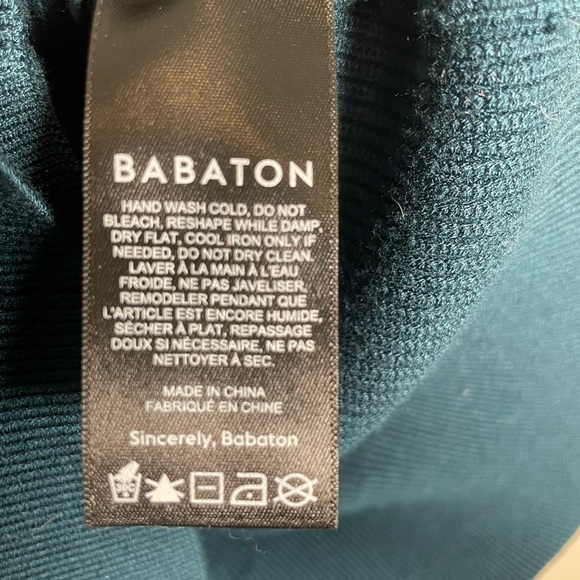 BABATON
HAND WASH COLD, DO NOT
BLEACH, RESHAPE WHILE DAMP,
DRY FLAT, COOL IRON ONLY IF
NEEDED, DO NOT DRY CLEAN.
LAVER À LA MAIN À L'EAU
FROIDE, NE PAS JAVELISER,
REMODELER PENDANT QUE
L'ARTICLE EST ENCORE HUMIDE,
SÉCHER À PLAT, REPASSAGE
DOUX SI NÉCESSAIRE, NE PAS
NETTOYER À SEC.
MADE IN CHINA
FABRIQUÉ EN CHINE
Sincerely, Babaton
30C